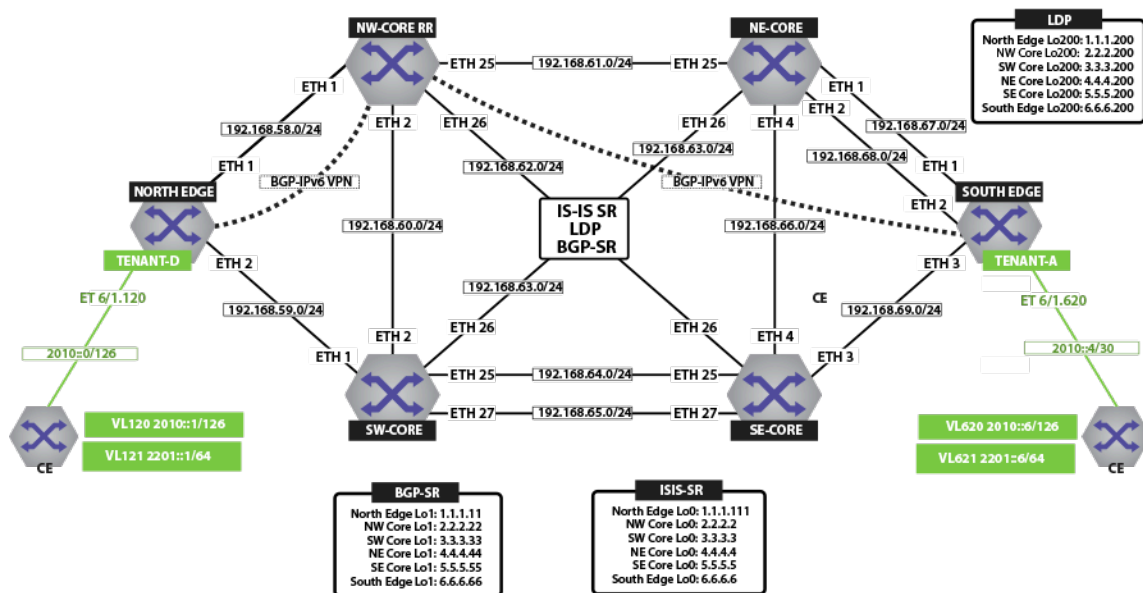 NW-CORE RR
NE-CORE
LDP
North Edge Lo200: 1.1.1.200
NW Core Lo200: 2.2.2.200
SW Core Lo200: 3.3.3.200
NE Core Lo200: 4.4.4.200
SE Core Lo200: 5.5.5.200
South Edge Lo200: 6.6.6.200
ETH 25
192.168.61.0/24
ETH 25
ETH 1
ETH 1
ETH 2
ETH 26
ETH 26
ETH 4
ETH 2
192.168.67.0/24
192.168.58.0/24
192.168.63.0/24
192.168.68.0/24
ETH 1
192.168.62.0/24
ETH 1
BGP-IPv6 VPN
BGP-IPv6 VPN
NORTH EDGE
SOUTH EDGE
ETH 2
IS-IS SR
LDP
BGP-SR
192.168.60.0/24
192.168.66.0/24
TENANT-D
ETH 2
ETH 3
TENANT-A
ET 6/1.120
192.168.63.0/24
CE
192.168.59.0/24
192.168.69.0/24
ET 6/1.620
2010::0/126
ETH 2
ETH 26
ETH 26
ETH 4
2010::4/30
ETH 1
ETH 3
ETH 25
192.168.64.0/24
ETH 25
ETH 27
192.168.65.0/24
ETH 27
SW-CORE
SE-CORE
VL120 2010::1/126
VL121 2201::1/64
CE
VL620 2010::6/126
VL621 2201::6/64
CE
BGP-SR
North Edge Lo1: 1.1.1.11
NW Core Lo1: 2.2.2.22
SW Core Lo1: 3.3.3.33
NE Core Lo1: 4.4.4.44
SE Core Lo1: 5.5.5.55
South Edge Lo1: 6.6.6.66
ISIS-SR
North Edge Lo0: 1.1.1.111
NW Core Lo0: 2.2.2.2
SW Core Lo0: 3.3.3.3
NE Core Lo0: 4.4.4.4
SE Core Lo0: 5.5.5.5
South Edge Lo0: 6.6.6.6